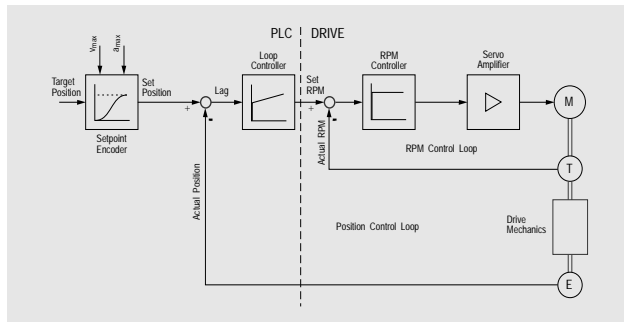 PLC DRIVE
vmax
amax
Target
Position
Set
Position
Setpoint
Encoder
+
-
Lag
Loop
Controller
Set
RPM
+
-
RPM
Controller
Servo
Amplifier
M
Actual RPM
RPM Control Loop
T
Actual Position
Position Control Loop
Drive
Mechanics
E